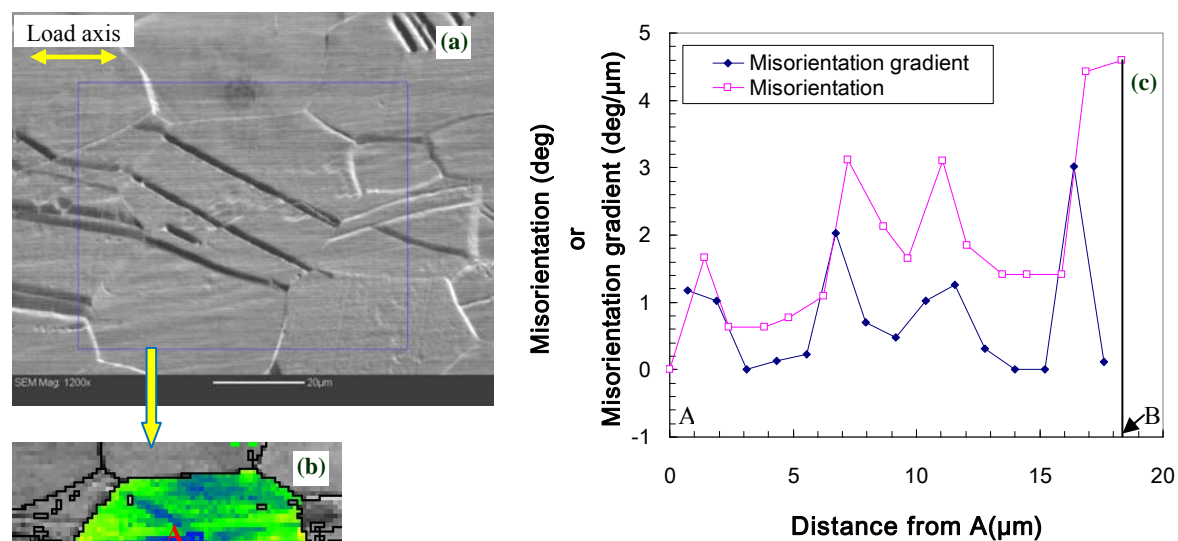 Load axis
(a)
SEM Mag: 1200x
20µm
(b)
A
Misorientation (deg)
or
Misorientation gradient (deg/µm)
5
4
3
2
1
0
-1
Misorientation gradient
Misorientation
(c)
A
B
0
5
10
15
20
Distance from A(µm)